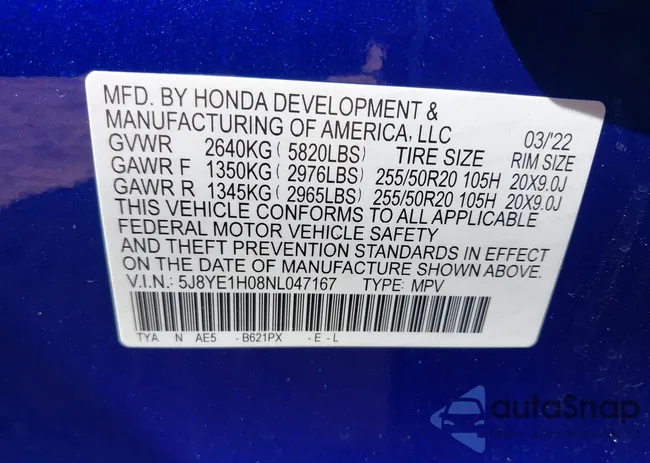 MFD. BY HONDA DEVELOPMENT &
MANUFACTURING OF AMERICA, LLC 03/'22
GVWR 2640KG (5820LBS) TIRE SIZE RIM SIZE
GAWR F 1350KG (2976LBS) 255/50R20 105H 20X9.0J
GAWR R 1345KG (2965LBS) 255/50R20 105H 20X9.0J
THIS VEHICLE CONFORMS TO ALL APPLICABLE
FEDERAL MOTOR VEHICLE SAFETY
AND THEFT PREVENTION STANDARDS IN EFFECT
ON THE DATE OF MANUFACTURE SHOWN ABOVE.
V.I.N.: 5J8YE1H08NL047167 TYPE: MPV
TYA N AE5 -B621PX -E-L
autoSnap